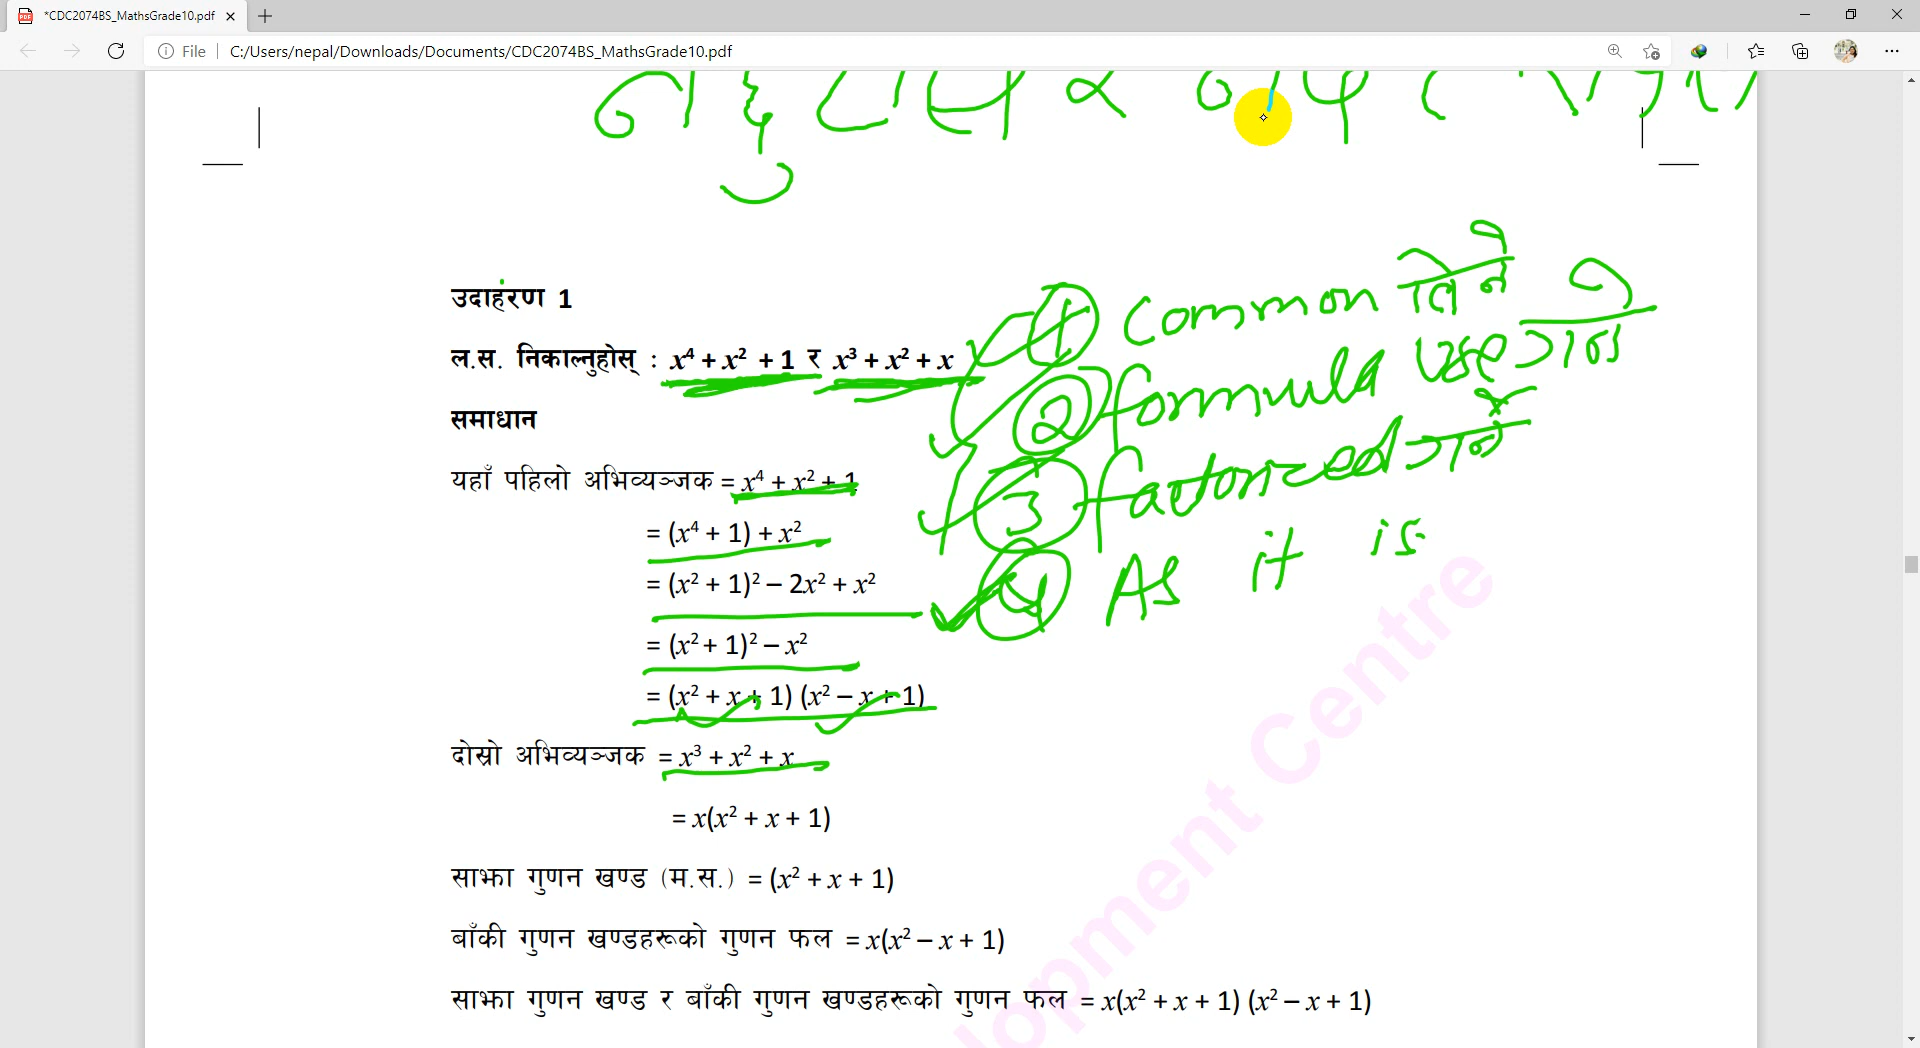 *CDC2074BS_MathsGrade10.pdf
File C:/Users/nepal/Downloads/Documents/CDC2074BS_MathsGrade10.pdf
उदाहरण 1
ल.स. निकाल्नुहोस् : x⁴ + x² + 1 र x³ + x² + x
समाधान
यहाँ पहिलो अभिव्यञ्जक = x⁴ + x² + 1
= (x⁴ + 1) + x²
= (x² + 1)² – 2x² + x²
= (x² + 1)² – x²
= (x² + x + 1) (x² – x + 1)
दोस्रो अभिव्यञ्जक = x³ + x² + x
= x(x² + x + 1)
साझा गुणन खण्ड (म.स.) = (x² + x + 1)
बाँकी गुणन खण्डहरूको गुणन फल = x(x² – x + 1)
साझा गुणन खण्ड र बाँकी गुणन खण्डहरूको गुणन फल = x(x² + x + 1) (x² – x + 1)
1 common लिने
2 formula गर्ने
3 factorized गर्ने
4 As it is
lopment Centre